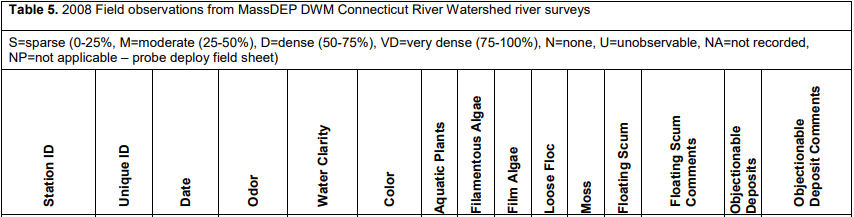 Table 5. 2008 Field observations from MassDEP DWM Connecticut River Watershed river surveys
S=sparse (0-25%, M=moderate (25-50%), D=dense (50-75%), VD=very dense (75-100%), N=none, U=unobservable, NA=not recorded,
NP=not applicable – probe deploy field sheet)
Station ID
Unique ID
Date
Odor
Water Clarity
Color
Aquatic Plants
Filamentous Algae
Film Algae
Loose Floc
Moss
Floating Scum
Floating Scum
Comments
Objectionable
Deposits
Objectionable
Deposit Comments